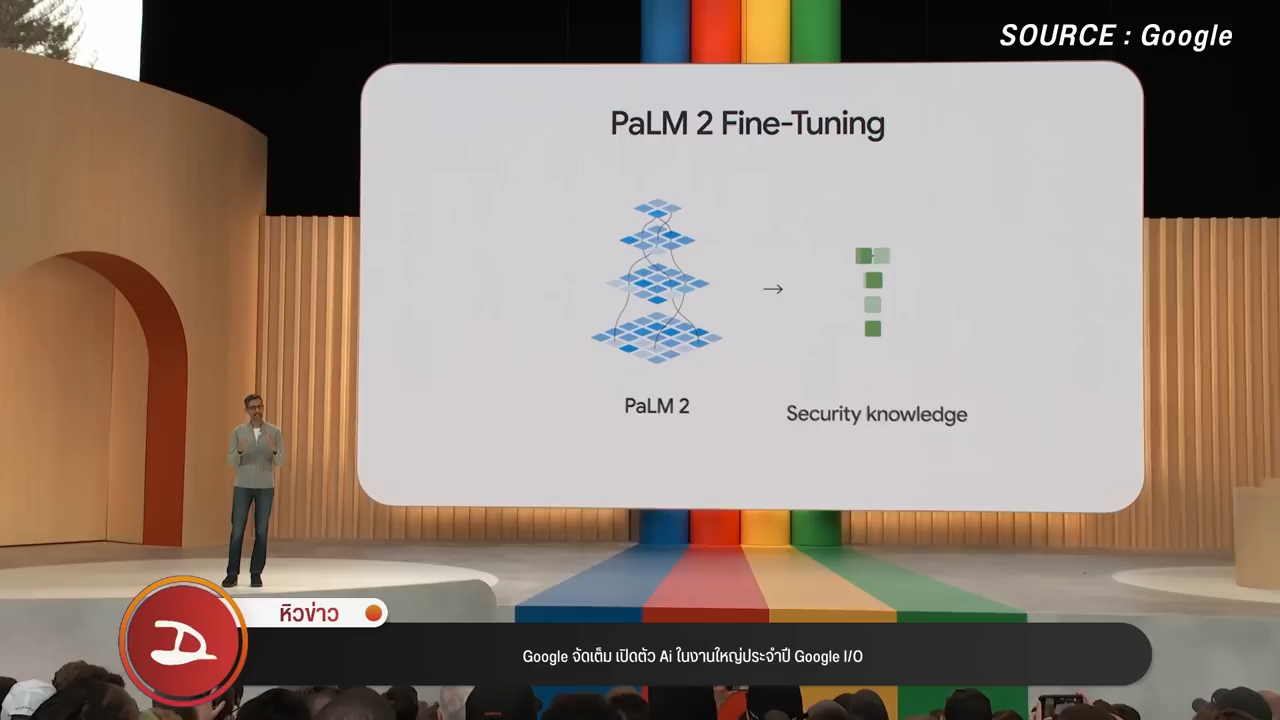 SOURCE : Google
PaLM 2 Fine-Tuning
PaLM 2
Security knowledge
หิวข่าว
Google จัดเต็ม เปิดตัว Ai ในงานใหญ่ประจำปี Google I/O